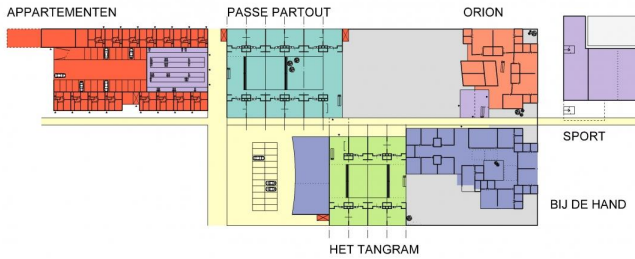 APPARTEMENTEN
PASSE PARTOUT
ORION
SPORT
BIJ DE HAND
HET TANGRAM